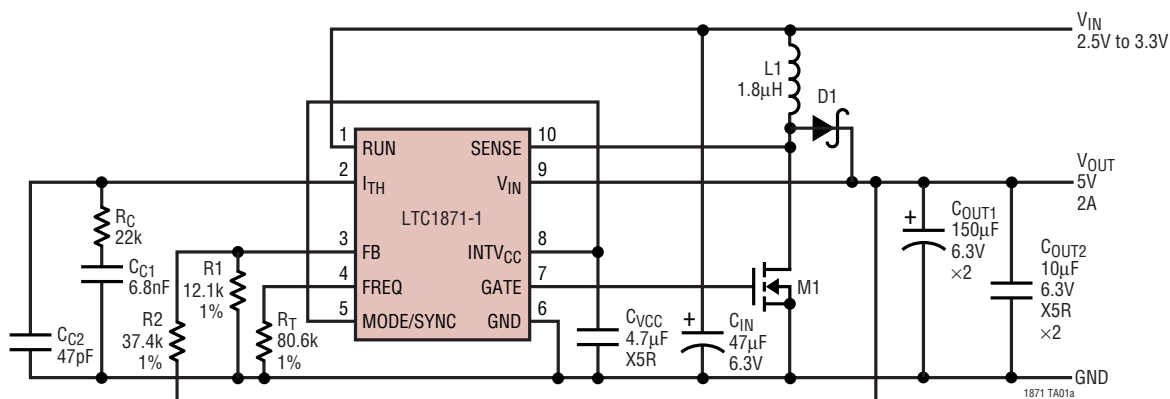 VIN
2.5V to 3.3V
L1
1.8µH
D1
1
RUN
SENSE
10
2
ITH
VIN
9
LTC1871-1
3
FB
INTVCC
8
4
FREQ
GATE
7
5
MODE/SYNC
GND
6
VOUT
5V
2A
RC
22k
CC1
6.8nF
CC2
47pF
R1
12.1k
1%
R2
37.4k
1%
RT
80.6k
1%
CVCC
4.7µF
X5R
+
CIN
47µF
6.3V
M1
+
COUT1
150µF
6.3V
×2
COUT2
10µF
6.3V
X5R
×2
GND
1871 TA01a